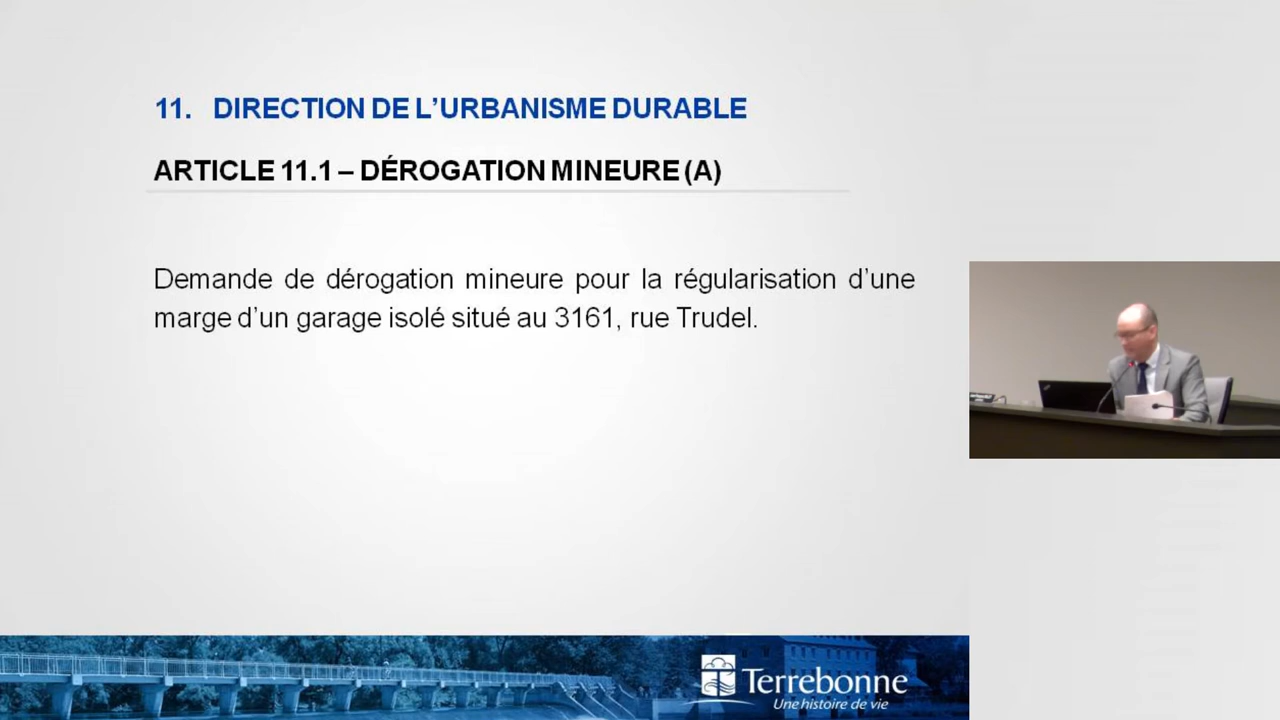 11. DIRECTION DE L’URBANISME DURABLE
ARTICLE 11.1 – DÉROGATION MINEURE (A)
Demande de dérogation mineure pour la régularisation d’une
marge d’un garage isolé situé au 3161, rue Trudel.
Terrebonne
Une histoire de vie